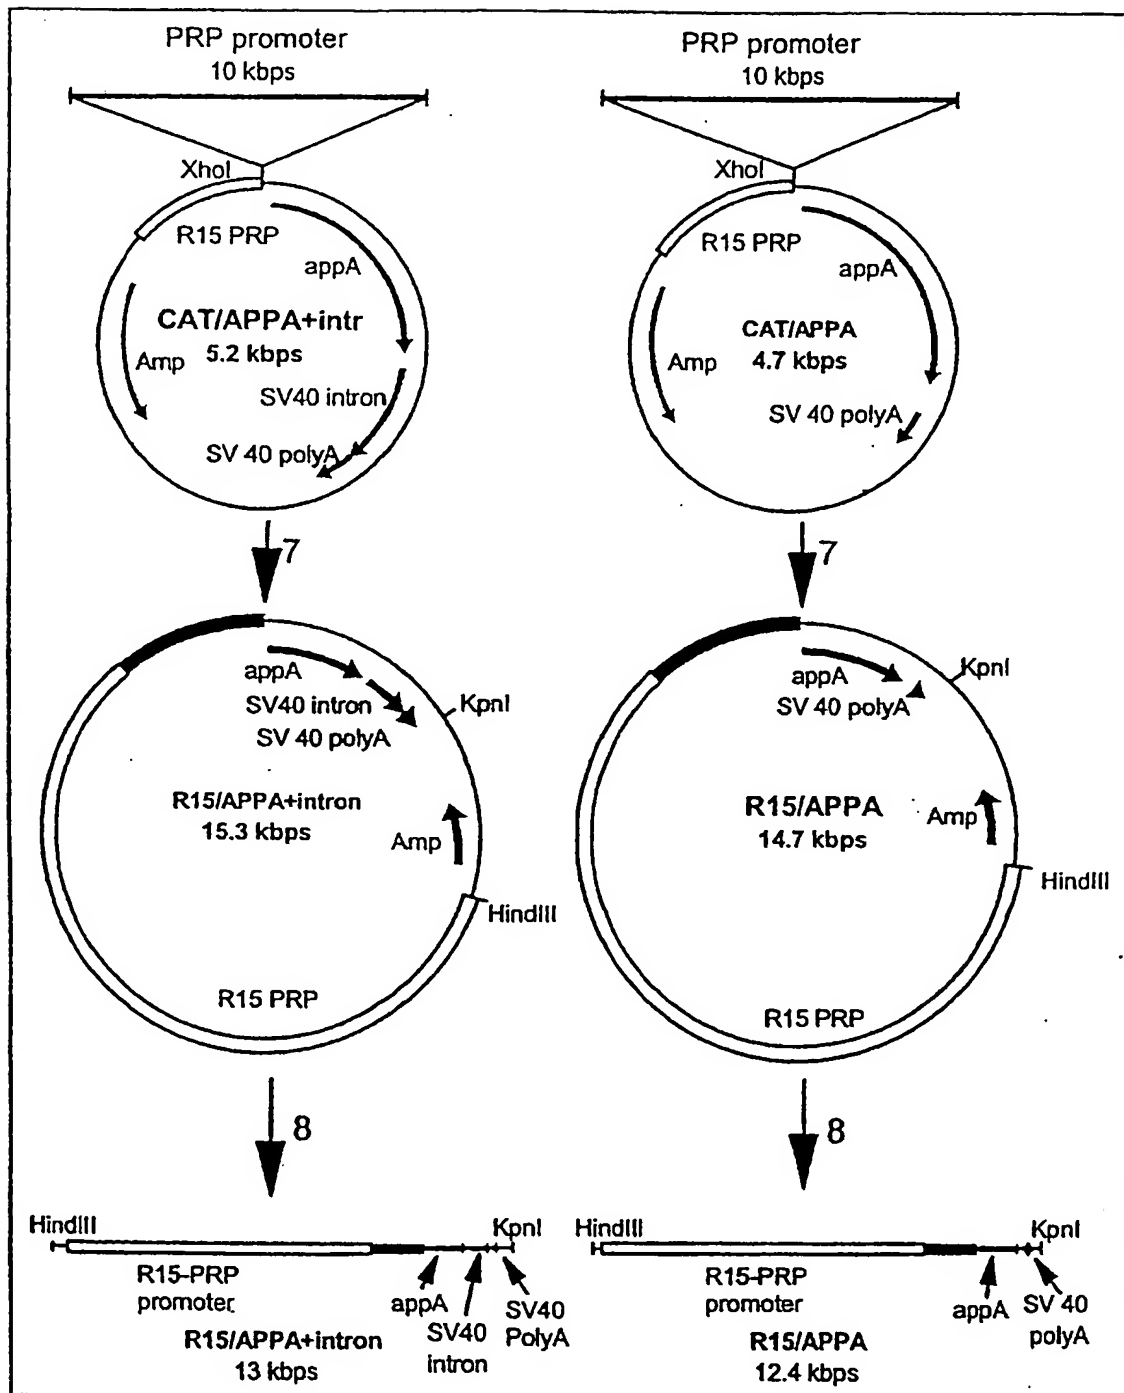 PRP promoter
10 kbps
XhoI
R15 PRP
appA
CAT/APPA+intr
5.2 kbps
Amp
SV40 intron
SV 40 polyA
7
appA
SV40 intron
SV 40 polyA
KpnI
R15/APPA+intron
15.3 kbps
Amp
HindIII
R15 PRP
8
HindIII
KpnI
R15-PRP
promoter
appA
SV40
intron
SV40
PolyA
R15/APPA+intron
13 kbps
PRP promoter
10 kbps
XhoI
R15 PRP
appA
CAT/APPA
4.7 kbps
Amp
SV 40 polyA
7
appA
SV 40 polyA
KpnI
R15/APPA
14.7 kbps
Amp
HindIII
R15 PRP
8
HindIII
KpnI
R15-PRP
promoter
appA
SV 40
polyA
R15/APPA
12.4 kbps